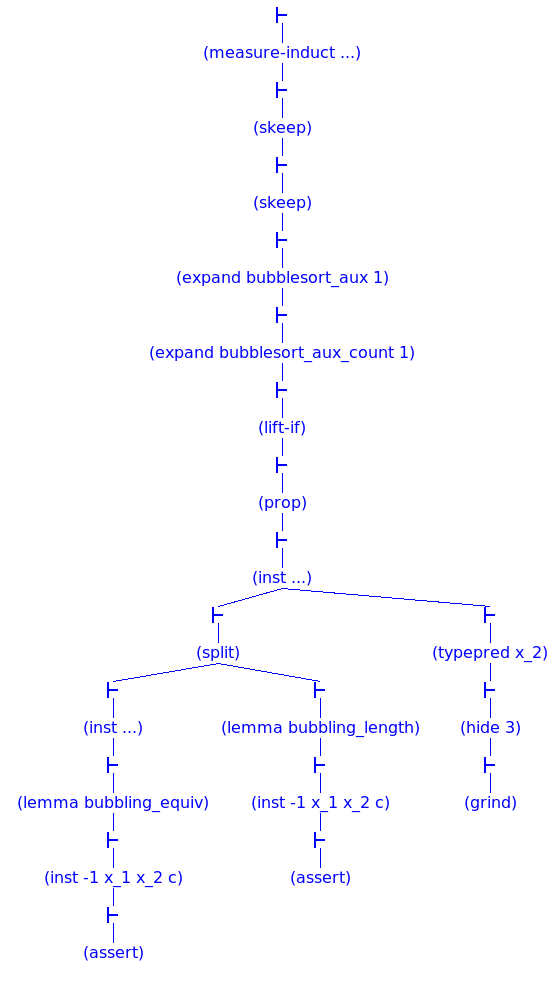 ⊢
(measure-induct ...)
⊢
(skeep)
⊢
(skeep)
⊢
(expand bubblesort_aux 1)
⊢
(expand bubblesort_aux_count 1)
⊢
(lift-if)
⊢
(prop)
⊢
(inst ...)
⊢ ⊢
(split) (typepred x_2)
⊢ ⊢ ⊢
(inst ...) (lemma bubbling_length) (hide 3)
⊢ ⊢ ⊢
(lemma bubbling_equiv) (inst -1 x_1 x_2 c) (grind)
⊢ ⊢
(inst -1 x_1 x_2 c) (assert)
⊢
(assert)